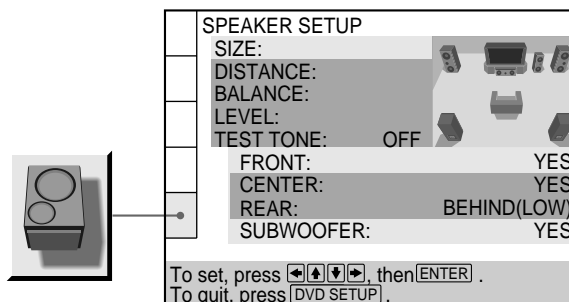 SPEAKER SETUP
SIZE:
DISTANCE:
BALANCE:
LEVEL:
TEST TONE: OFF
FRONT: YES
CENTER: YES
REAR: BEHIND(LOW)
SUBWOOFER: YES
To set, press ←↑↓→, then ENTER .
To quit, press DVD SETUP .